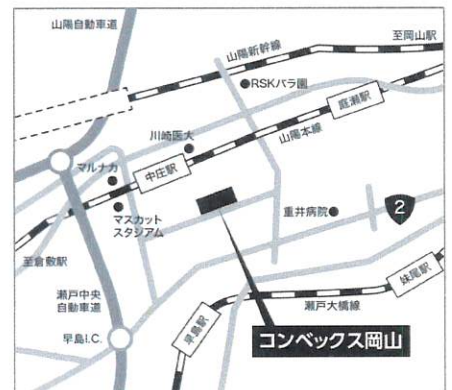 山陽自動車道
山陽新幹線
至岡山駅
RSKバラ園
庭瀬駅
川崎医大
山陽本線
マルナカ
中庄駅
マスカット
スタジアム
重井病院
2
至倉敷駅
瀬戸中央
自動車道
妹尾駅
瀬戸大橋線
早島駅
早島I.C.
コンベックス岡山